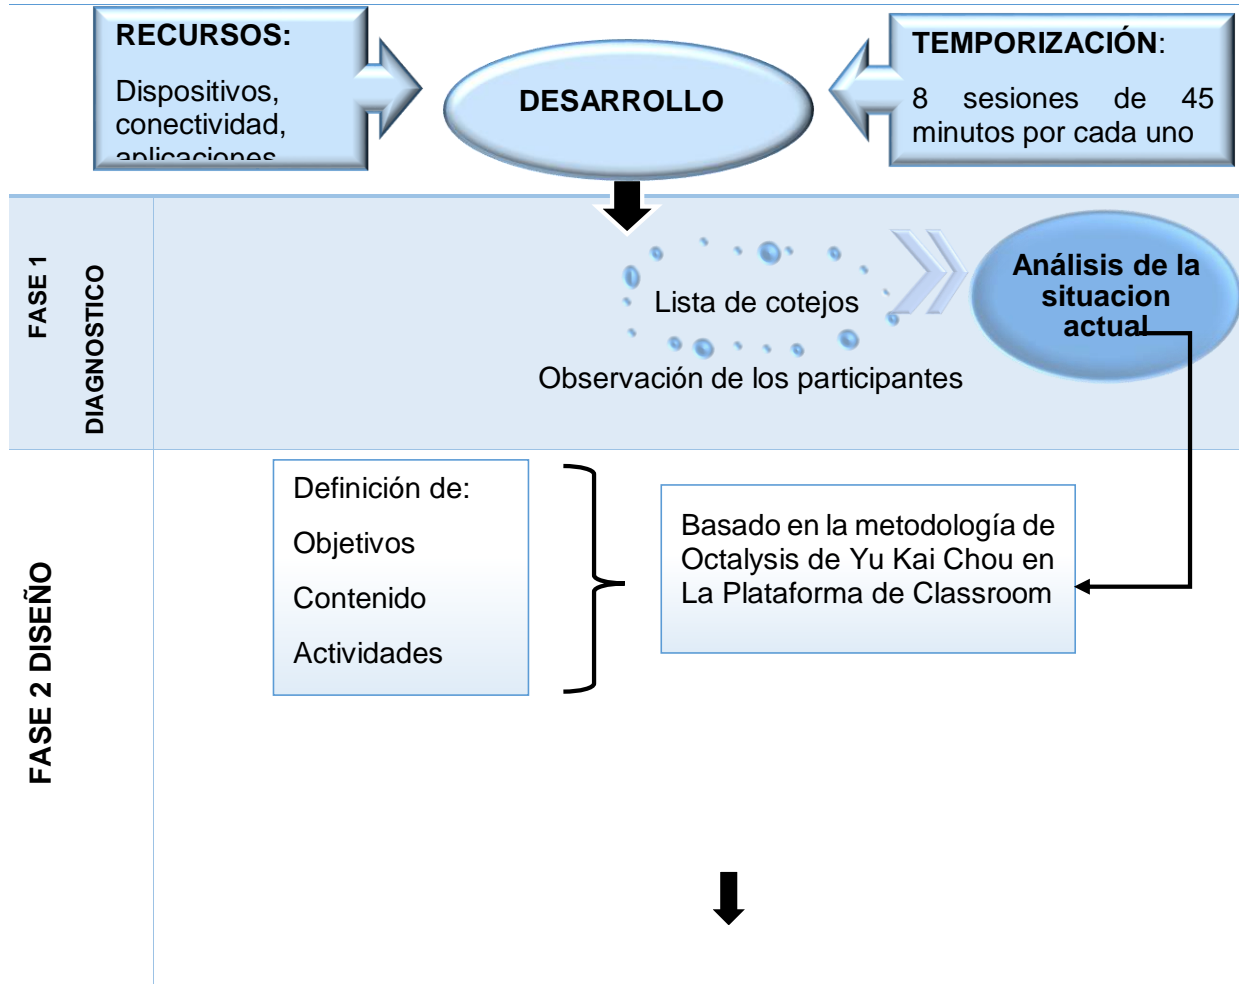 RECURSOS:
Dispositivos,
conectividad,
aplicaciones
DESARROLLO
TEMPORIZACIÓN:
8 sesiones de 45
minutos por cada uno
FASE 1
DIAGNOSTICO
Lista de cotejos
Observación de los participantes
Análisis de la
situacion
actual
FASE 2 DISEÑO
Definición de:
Objetivos
Contenido
Actividades
Basado en la metodología de
Octalysis de Yu Kai Chou en
La Plataforma de Classroom